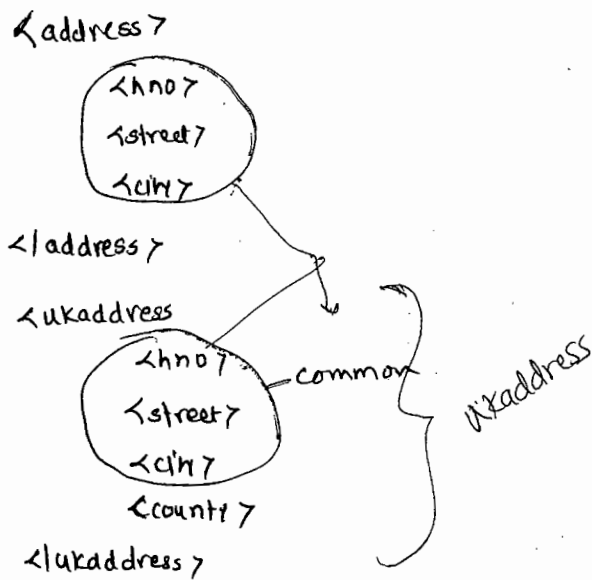 <address>
<hno>
<street>
<city>
</address>
<ukaddress
<hno>
common
<street>
<city>
<county>
</ukaddress>
ukaddress